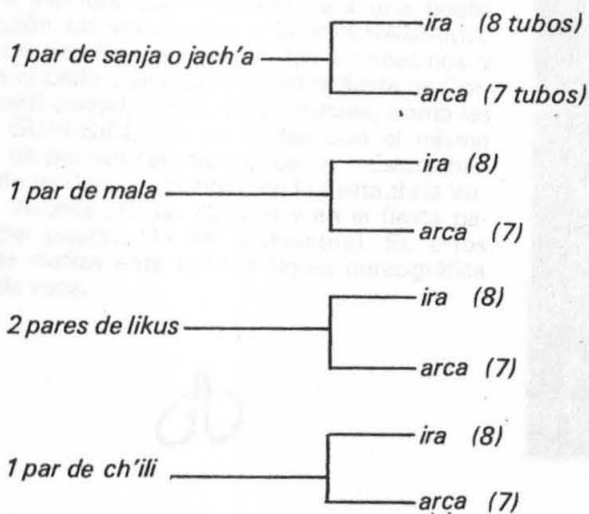 ira (8 tubos)
1 par de sanja o jach'a
arca (7 tubos)
ira (8)
1 par de mala
arca (7)
ira (8)
2 pares de likus
arca (7)
ira (8)
1 par de ch'ili
arca (7)